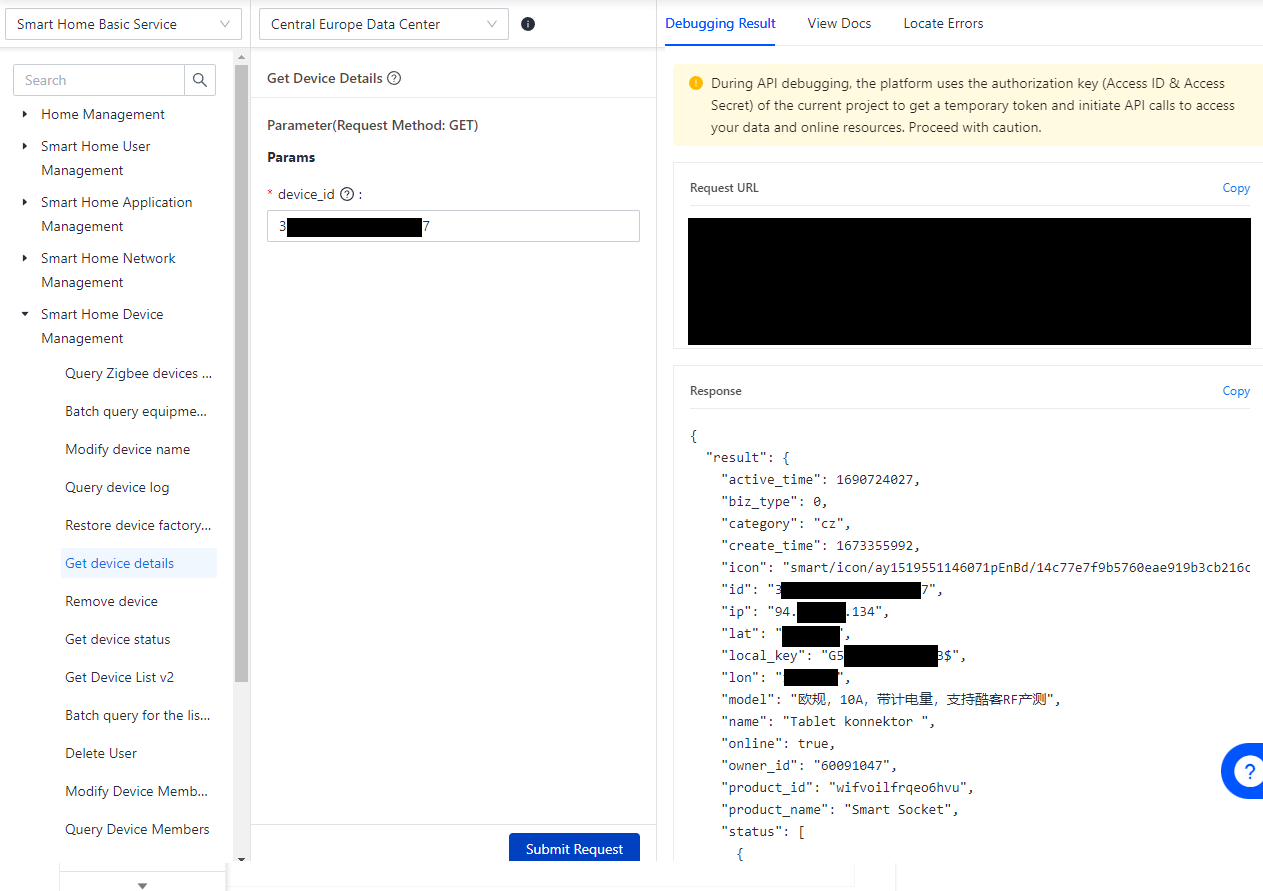 Smart Home Basic Service
Search
Home Management
Smart Home User
Management
Smart Home Application
Management
Smart Home Network
Management
Smart Home Device
Management
Query Zigbee devices ...
Batch query equipme...
Modify device name
Query device log
Restore device factory...
Get device details
Remove device
Get device status
Get Device List v2
Batch query for the lis...
Delete User
Modify Device Memb...
Query Device Members
Central Europe Data Center
Get Device Details
Parameter(Request Method: GET)
Params
* device_id :
3 7
Submit Request
Debugging Result View Docs Locate Errors
During API debugging, the platform uses the authorization key (Access ID & Access
Secret) of the current project to get a temporary token and initiate API calls to access
your data and online resources. Proceed with caution.
Request URL Copy
Response Copy
{
"result": {
"active_time": 1690724027,
"biz_type": 0,
"category": "cz",
"create_time": 1673355992,
"icon": "smart/icon/ay1519551146071pEnBd/14c77e7f9b5760eae919b3cb216c
"id": "3 7",
"ip": "94. .134",
"lat": " ",
"local_key": "G5 3$",
"lon": " ",
"model": "欧规，10A，带计电量，支持酷客RF产测",
"name": "Tablet konnektor ",
"online": true,
"owner_id": "60091047",
"product_id": "wifvoilfrqeo6hvu",
"product_name": "Smart Socket",
"status": [
{